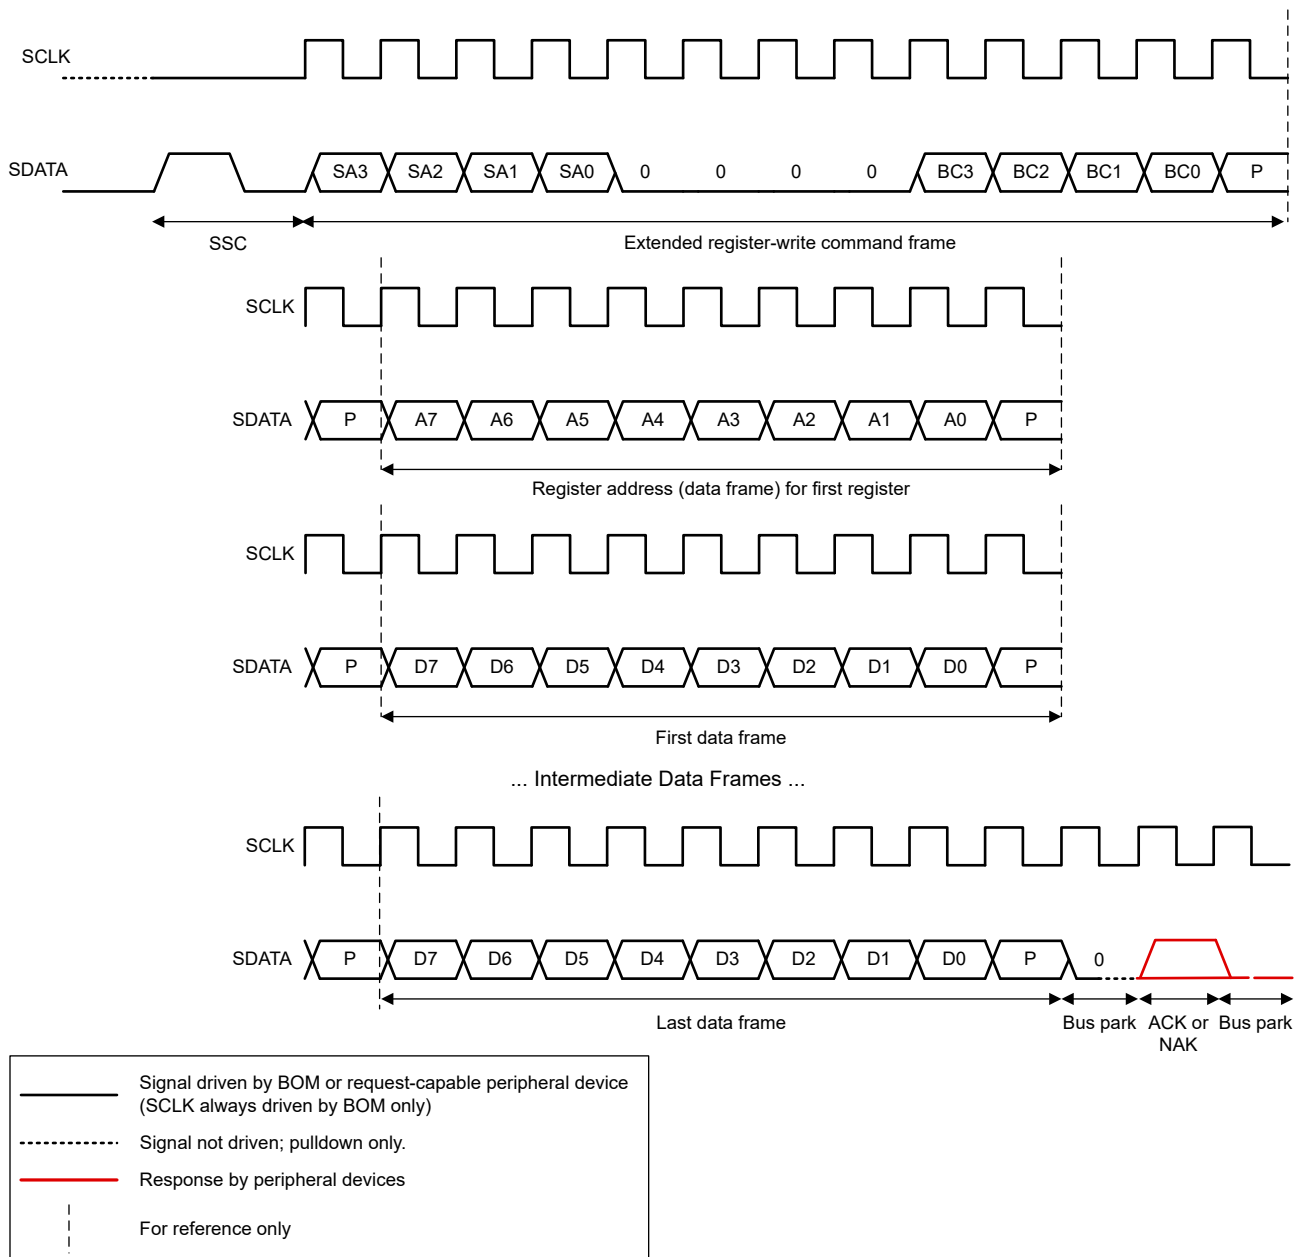 SCLK
SDATA SA3 SA2 SA1 SA0 0 0 0 0 BC3 BC2 BC1 BC0 P
SSC Extended register-write command frame
SCLK
SDATA P A7 A6 A5 A4 A3 A2 A1 A0 P
Register address (data frame) for first register
SCLK
SDATA P D7 D6 D5 D4 D3 D2 D1 D0 P
First data frame
... Intermediate Data Frames ...
SCLK
SDATA P D7 D6 D5 D4 D3 D2 D1 D0 P 0
Last data frame Bus park ACK or Bus park
NAK
Signal driven by BOM or request-capable peripheral device
(SCLK always driven by BOM only)
Signal not driven; pulldown only.
Response by peripheral devices
For reference only